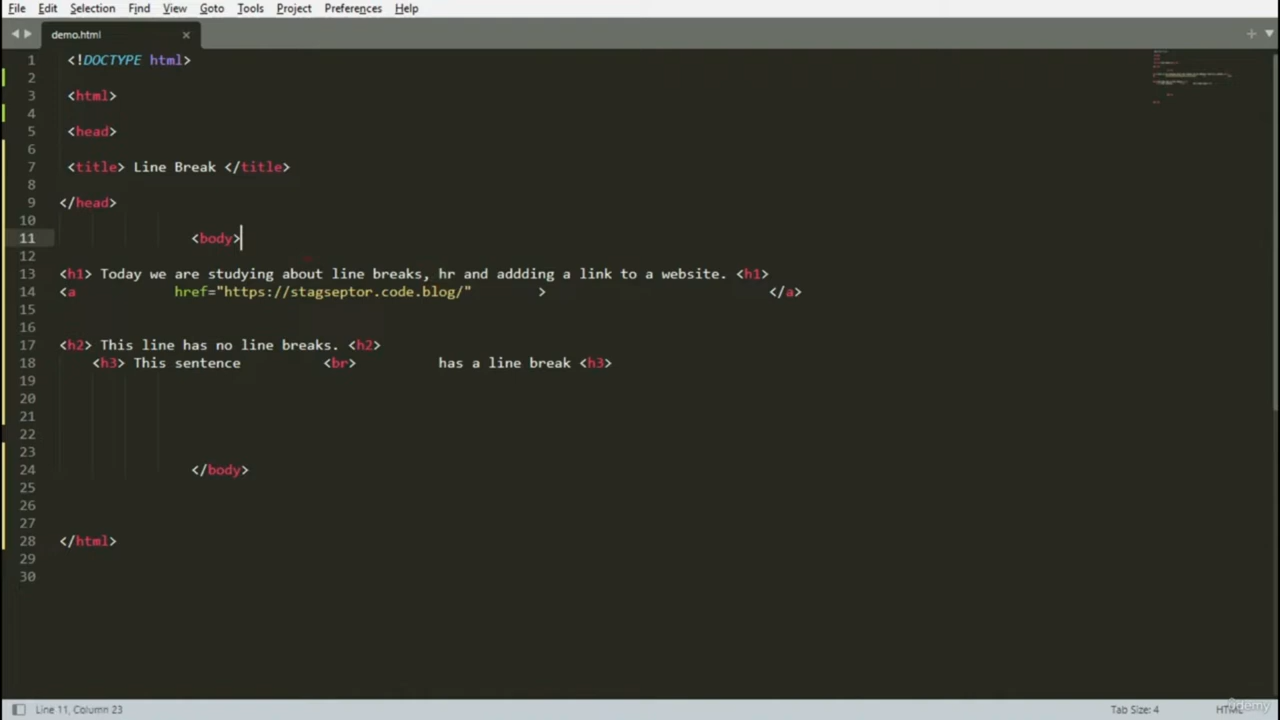 File Edit Selection Find View Goto Tools Project Preferences Help
demo.html
1 <!DOCTYPE html>
2
3 <html>
4
5 <head>
6
7 <title> Line Break </title>
8
9 </head>
10
11 <body>
12
13 <h1> Today we are studying about line breaks, hr and addding a link to a website. <h1>
14 <a href="https://stagseptor.code.blog/" > </a>
15
16
17 <h2> This line has no line breaks. <h2>
18 <h3> This sentence <br> has a line break <h3>
19
20
21
22
23
24 </body>
25
26
27
28 </html>
29
30
Line 11, Column 23 Tab Size: 4 HTML
Udemy